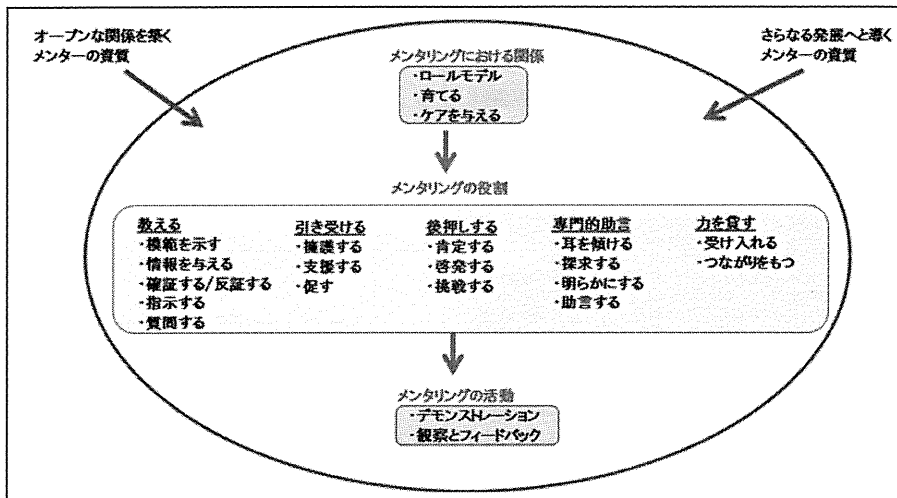 オープンな関係を築く
メンターの資質
さらなる発展へと導く
メンターの資質
メンタリングにおける関係
・ロールモデル
・育てる
・ケアを与える
メンタリングの役割
教える
・模範を示す
・情報を与える
・確証する/反証する
・指示する
・質問する
引き受ける
・擁護する
・支援する
・促す
後押しする
・肯定する
・啓発する
・挑戦する
専門的助言
・耳を傾ける
・探求する
・明らかにする
・助言する
力を貸す
・受け入れる
・つながりをもつ
メンタリングの活動
・デモンストレーション
・観察とフィードバック